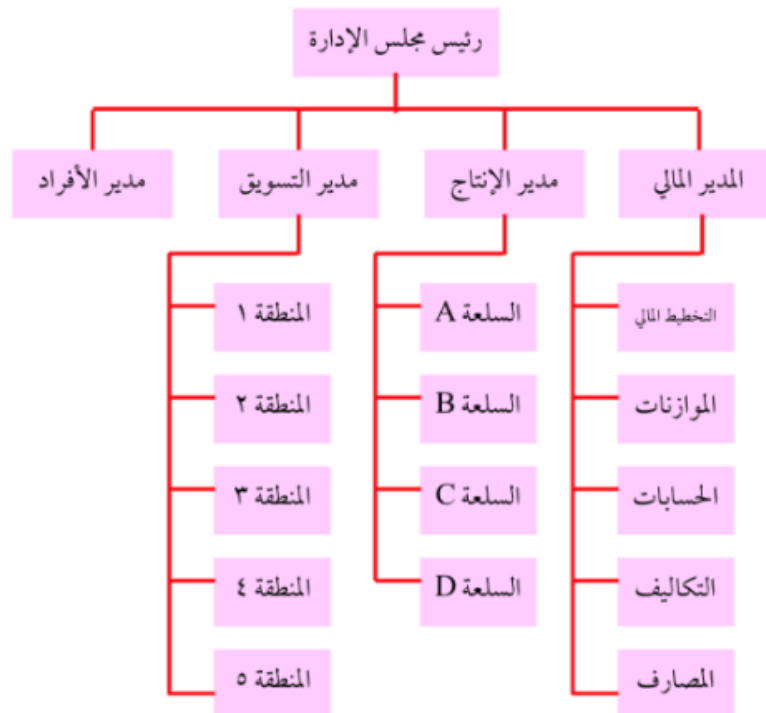 رئيس مجلس الإدارة
المدير المالي
مدير الإنتاج
مدير التسويق
مدير الأفراد
التخطيط المالي
السلعة A
المنطقة ١
الموازنات
السلعة B
المنطقة ٢
الحسابات
السلعة C
المنطقة ٣
التكاليف
السلعة D
المنطقة ٤
المصارف
المنطقة ٥